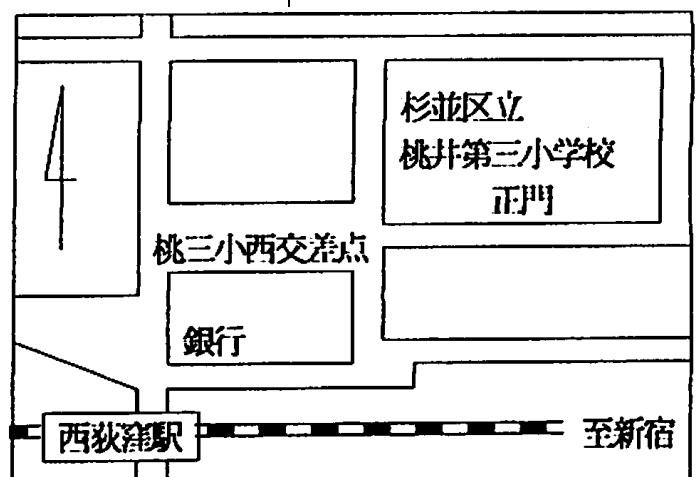 杉並区立
桃井第三小学校
正門
桃三小西交差点
銀行
西荻窪駅
至新宿